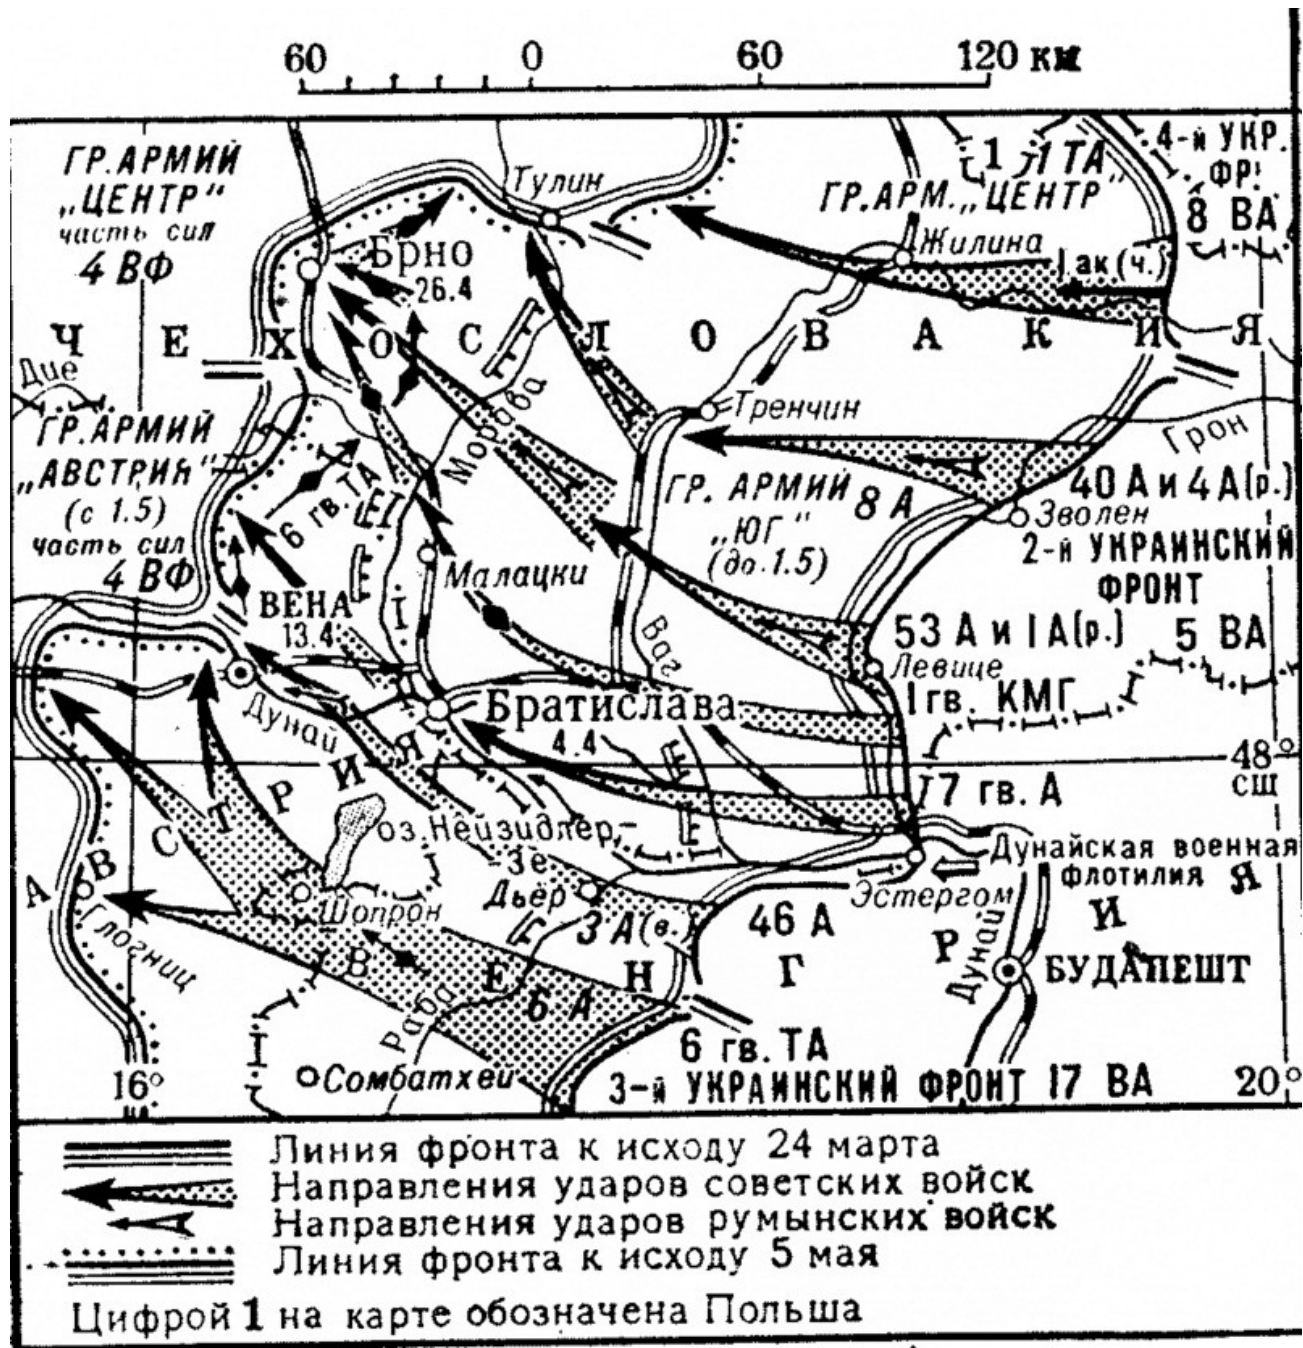 60 0 60 120 км
ГР.АРМИЙ
„ЦЕНТР“
часть сил
4 ВФ
Тулин
1
1 ТА
ГР.АРМ. „ЦЕНТР“
4-й УКР.
ФР.
8 ВА
Жилина
1 ак (ч.)
Брно
26.4
ЧЕХОСЛОВАКИЯ
Дие
Морава
Тренчин
Грон
ГР.АРМИЙ
„АВСТРИЯ“
(с 1.5)
часть сил
4 ВФ
6 гв. ТА
ГР. АРМИЙ
„ЮГ“
(до 1.5)
8 А
40 А и 4 А(р.)
Зволен
2-й УКРАИНСКИЙ
ФРОНТ
Малацки
ВЕНА
13.4
Ваг
53 А и 1 А(р.)
5 ВА
Левице
1 гв. КМГ
Дунай
Братислава
4.4
48°
СШ
7 гв. А
АВСТРИЯ
оз. Нейзидлер-
Зе
Дунайская военная
флотилия
Эстергом
Дьёр
Шопрон
Глогниц
3 А(в.)
46 А
ВЕНГРИЯ
Дунай
БУДАПЕШТ
Раба
6 А
6 гв. ТА
16°
Сомбатхей
3-й УКРАИНСКИЙ ФРОНТ 17 ВА
20°
Линия фронта к исходу 24 марта
Направления ударов советских войск
Направления ударов румынских войск
Линия фронта к исходу 5 мая
Цифрой 1 на карте обозначена Польша